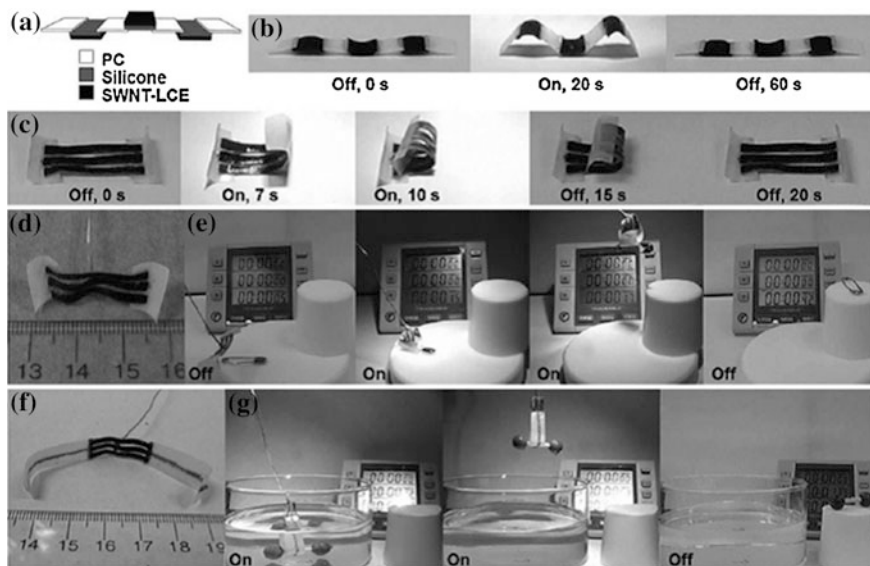 (a)
PC
Silicone
SWNT-LCE
(b)
Off, 0 s
On, 20 s
Off, 60 s
(c)
Off, 0 s
On, 7 s
On, 10 s
Off, 15 s
Off, 20 s
(d)
13 14 15 16
(e)
Off
On
On
Off
(f)
14 15 16 17 18 19
(g)
On
On
Off